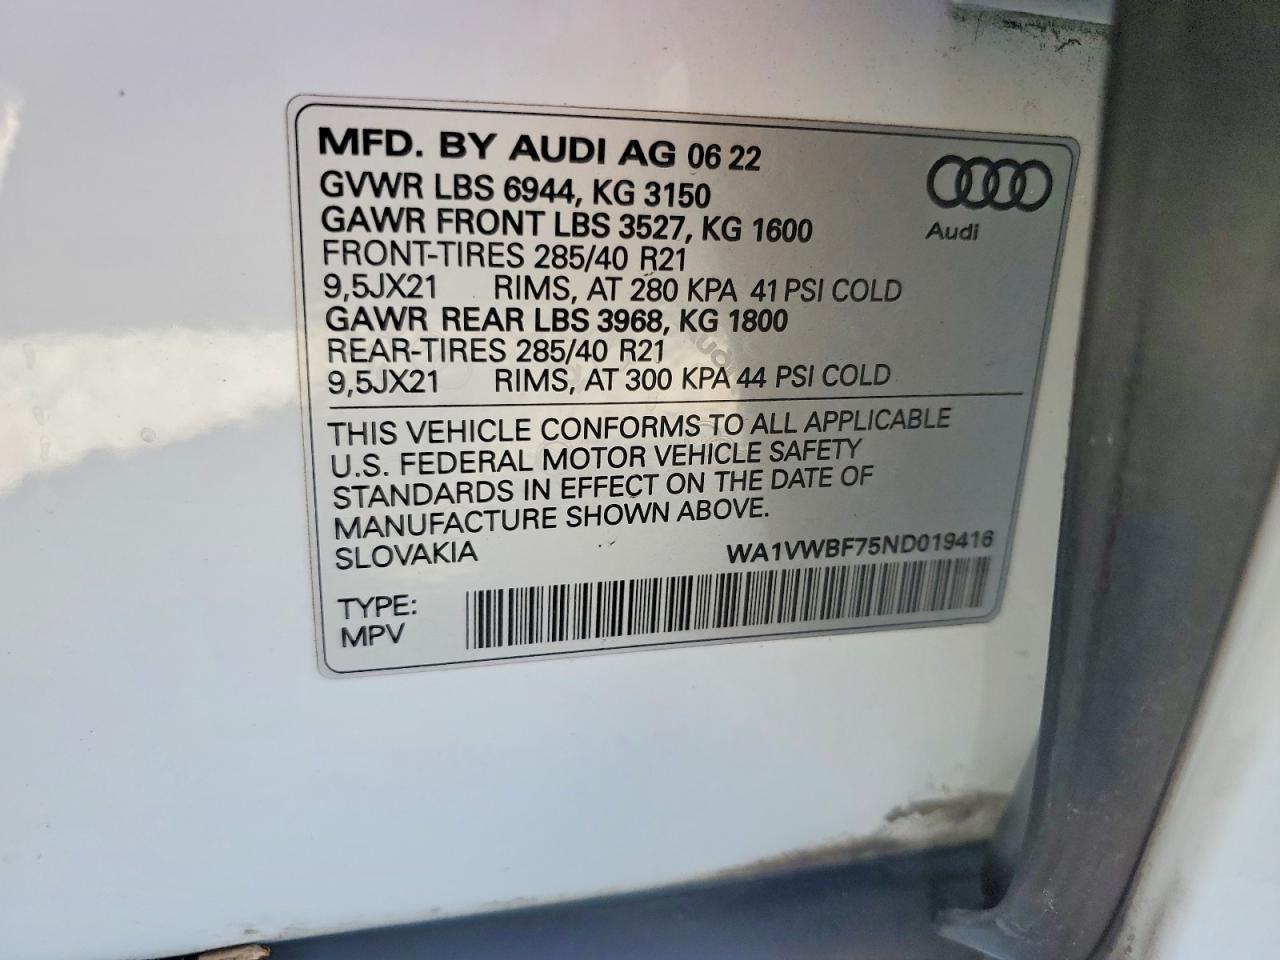 MFD. BY AUDI AG 06 22
GVWR LBS 6944, KG 3150
GAWR FRONT LBS 3527, KG 1600
FRONT-TIRES 285/40 R21
9,5JX21 RIMS, AT 280 KPA 41 PSI COLD
GAWR REAR LBS 3968, KG 1800
REAR-TIRES 285/40 R21
9,5JX21 RIMS, AT 300 KPA 44 PSI COLD
Audi
THIS VEHICLE CONFORMS TO ALL APPLICABLE
U.S. FEDERAL MOTOR VEHICLE SAFETY
STANDARDS IN EFFECT ON THE DATE OF
MANUFACTURE SHOWN ABOVE.
SLOVAKIA WA1VWBF75ND019416
TYPE:
MPV